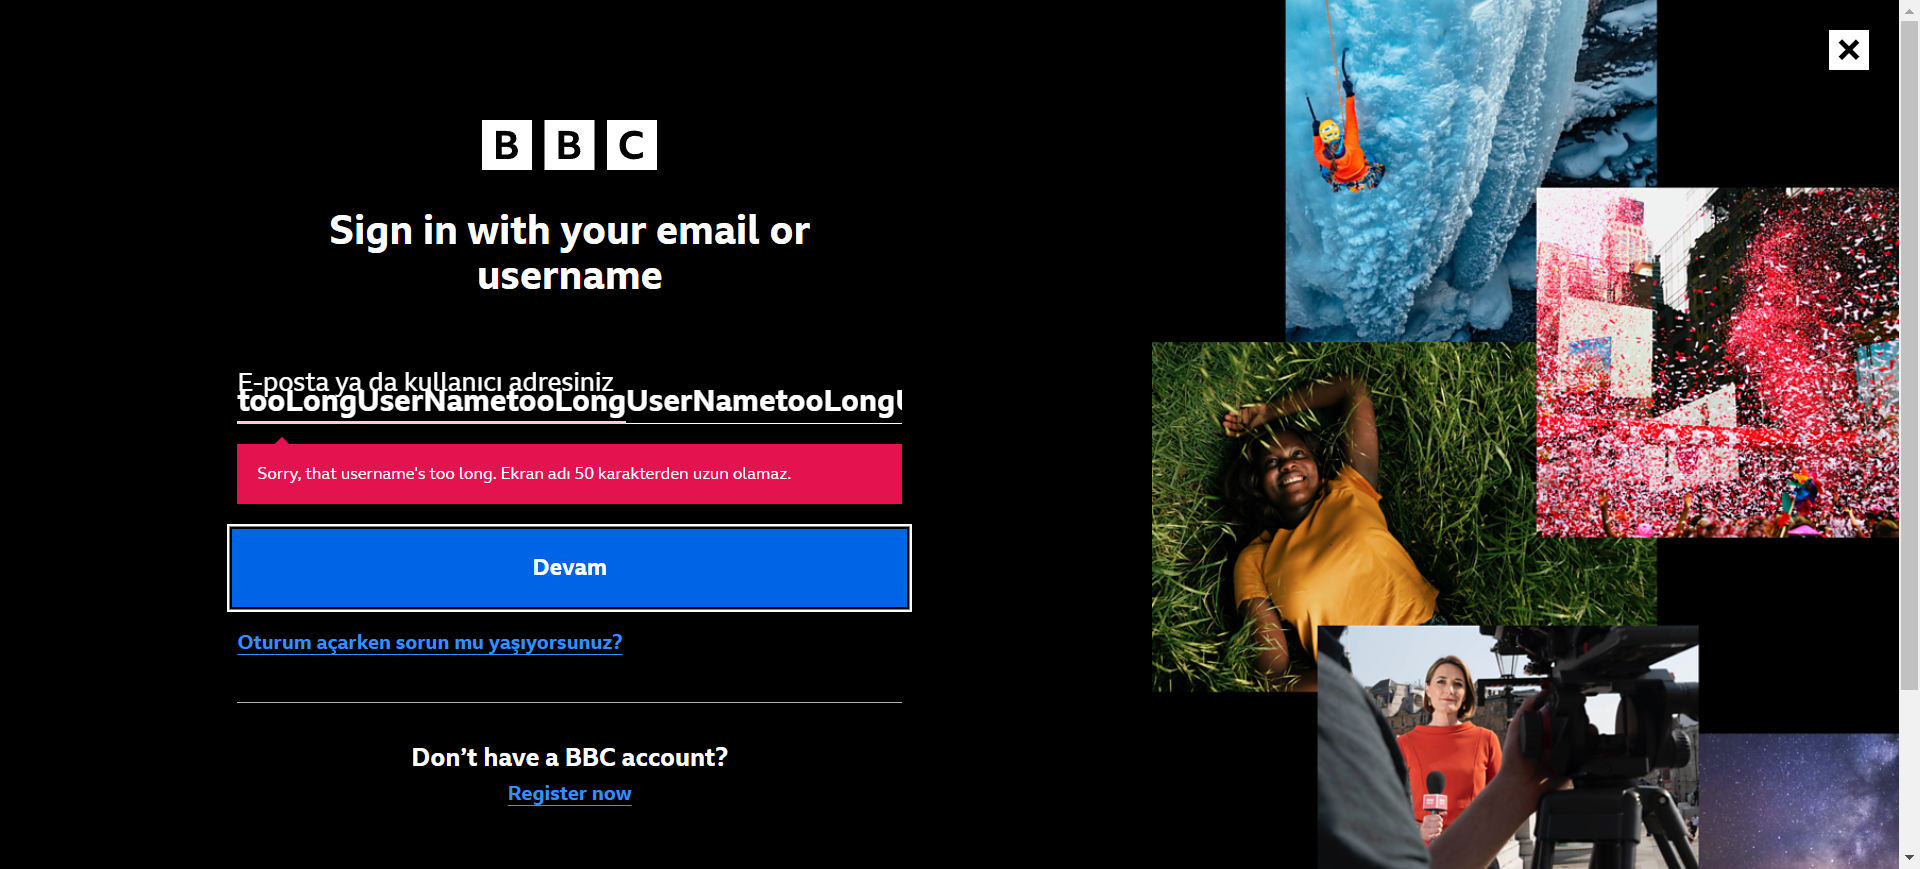 BBC
Sign in with your email or
username
E-posta ya da kullanıcı adresiniz
tooLongUserNametooLongUserNametooLong
Sorry, that username's too long. Ekran adı 50 karakterden uzun olamaz.
Devam
Oturum açarken sorun mu yaşıyorsunuz?
Don’t have a BBC account?
Register now